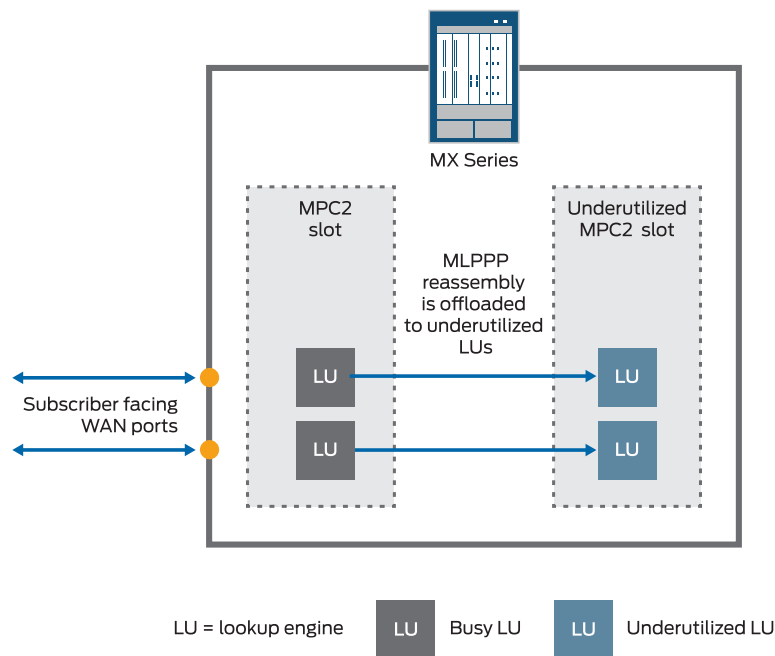 MX Series
MPC2
slot
Underutilized
MPC2 slot
MLPPP
reassembly
is offloaded
to underutilized
LUs
LU
LU
LU
LU
Subscriber facing
WAN ports
LU = lookup engine
LU
Busy LU
LU
Underutilized LU